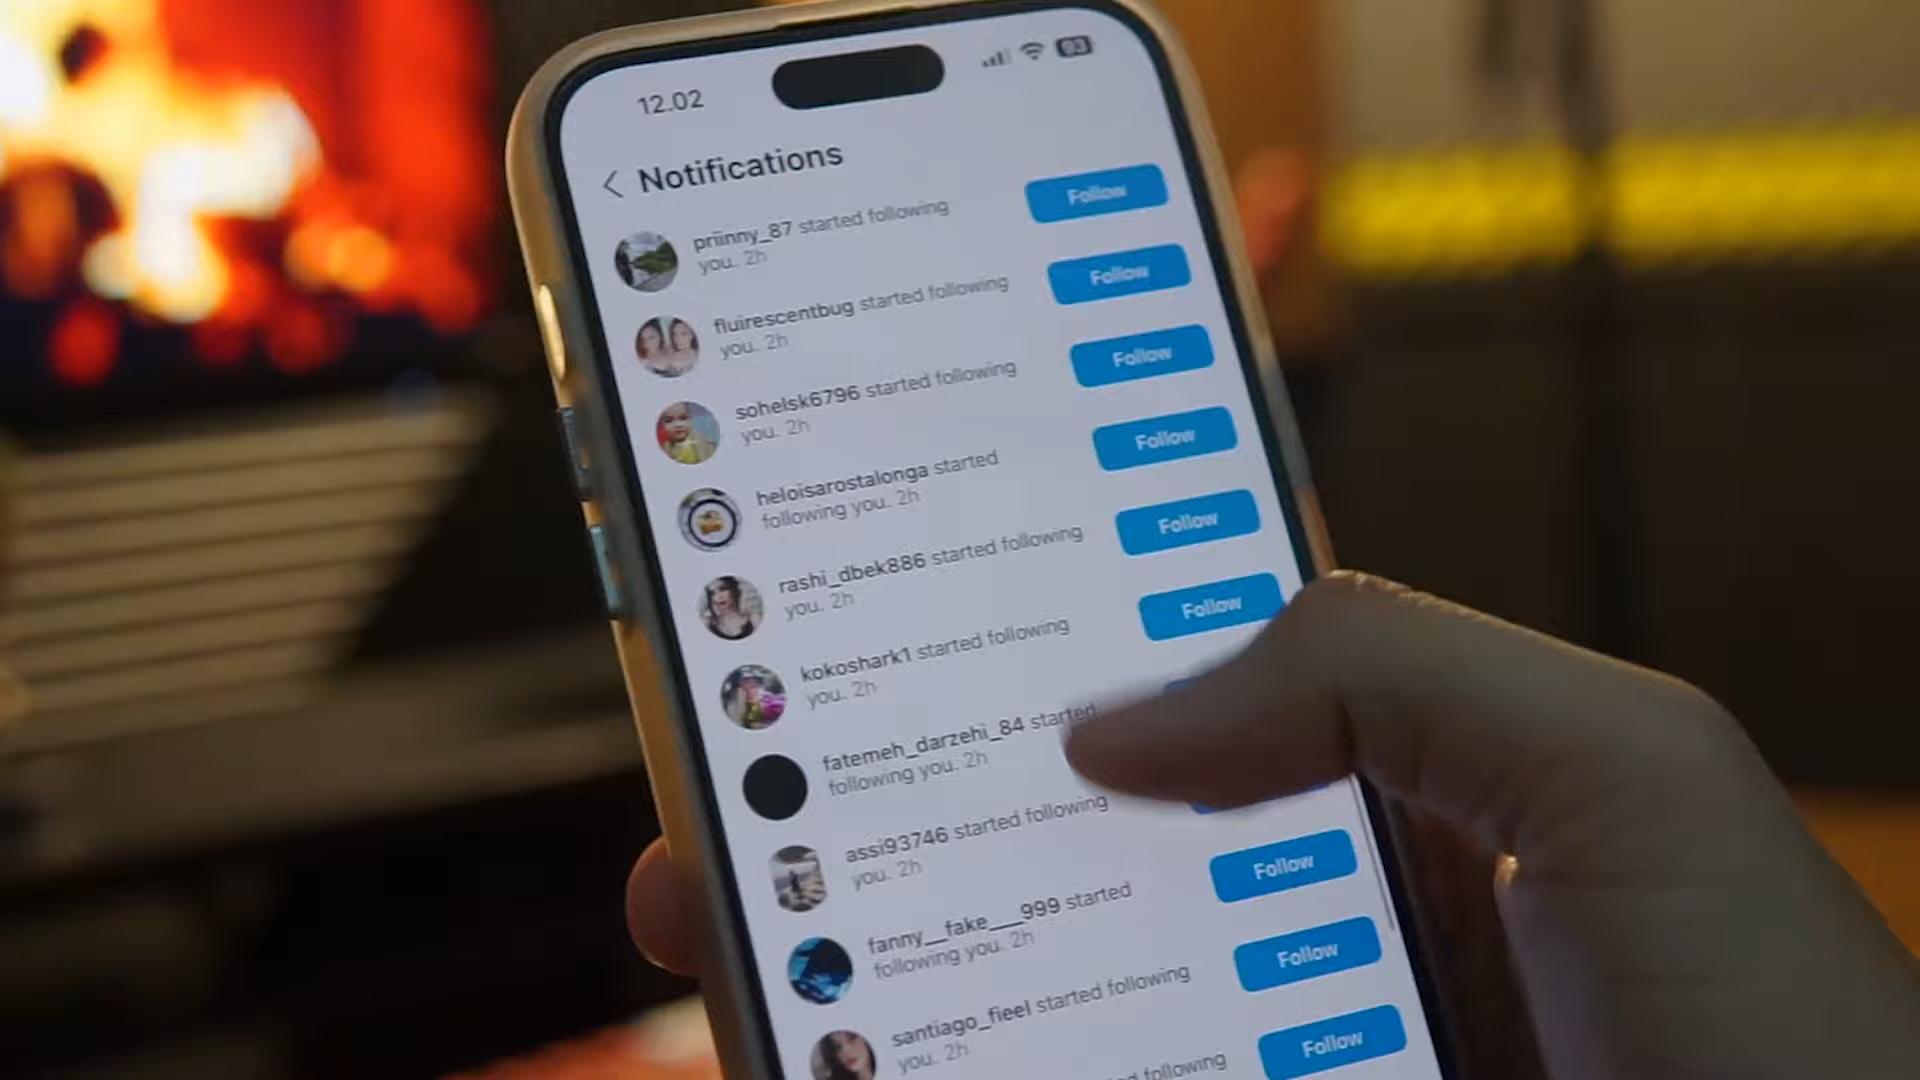 12.02
93
Notifications
priinny_87 started following
you. 2h
Follow
fluirescentbug started following
you. 2h
Follow
sohelsk6796 started following
you. 2h
Follow
heloisarostalonga started
following you. 2h
Follow
rashi_dbek886 started following
you. 2h
Follow
kokoshark1 started following
you. 2h
Follow
fatemeh_darzehi_84 started
following you. 2h
assi93746 started following
you. 2h
fanny__fake___999 started
following you. 2h
Follow
santiago_fieel started following
you. 2h
Follow
following
Follow